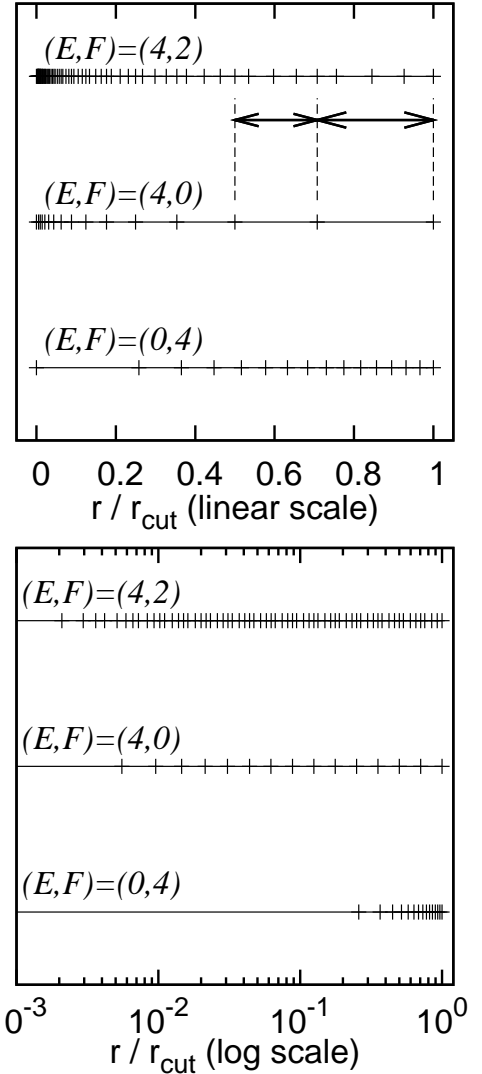 (E,F)=(4,2)
(E,F)=(4,0)
(E,F)=(0,4)
0 0.2 0.4 0.6 0.8 1
r / r_cut (linear scale)
(E,F)=(4,2)
(E,F)=(4,0)
(E,F)=(0,4)
10^-3 10^-2 10^-1 10^0
r / r_cut (log scale)